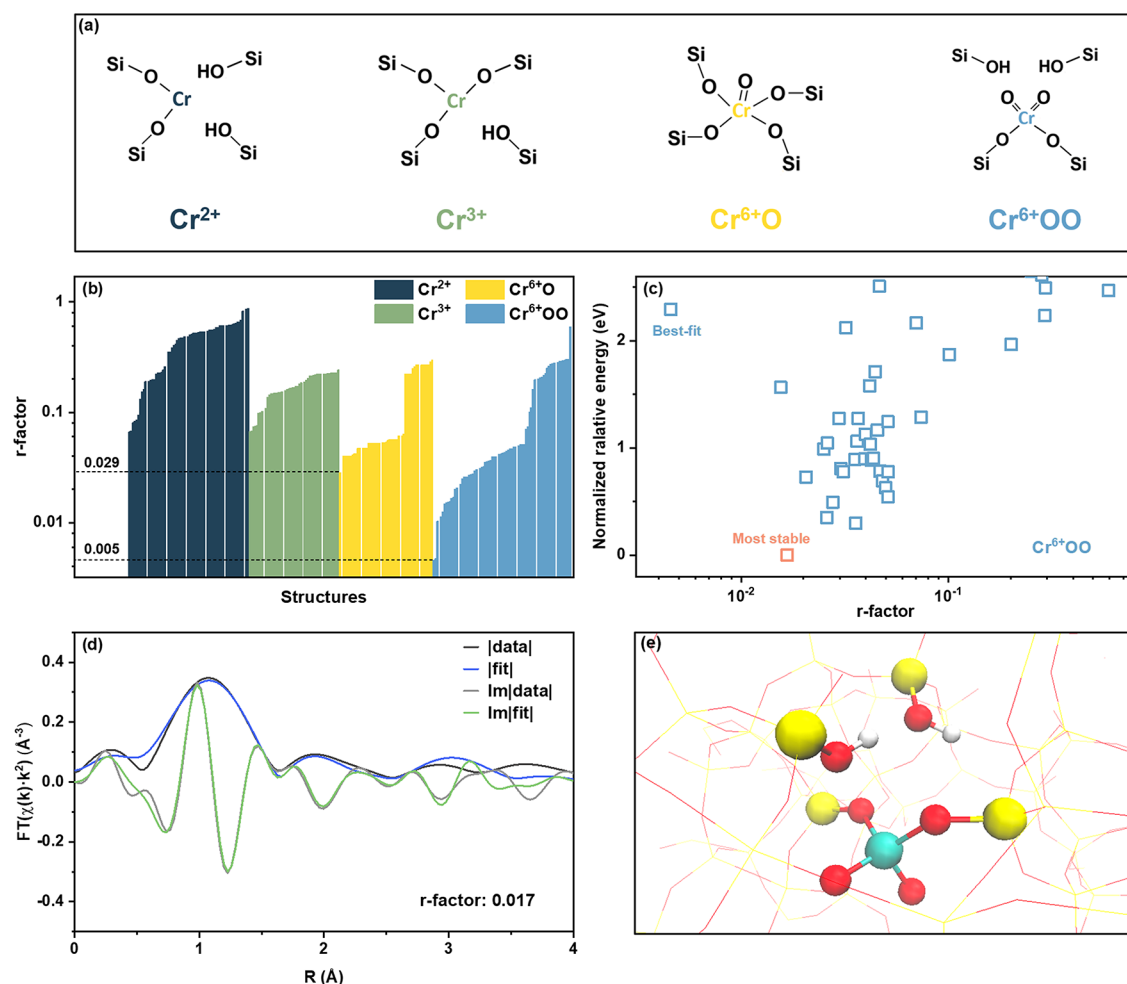 (a)
Si
O
HO
Si
Cr
O
HO
Si
Si
Cr²⁺
Si
O
O
Si
Cr
O
HO
Si
Si
Cr³⁺
Si
O
O
O
Si
Cr
Si
O
O
Si
Cr⁶⁺O
Si
OH
HO
Si
O
O
Cr
O
O
Si
Si
Cr⁶⁺OO
(b)
Cr²⁺
Cr⁶⁺O
Cr³⁺
Cr⁶⁺OO
1
0.1
0.029
0.01
0.005
r-factor
Structures
(c)
Best-fit
Most stable
Cr⁶⁺OO
2
1
0
Normalized ralative energy (eV)
10⁻²
10⁻¹
r-factor
(d)
|data|
|fit|
Im|data|
Im|fit|
0.4
0.2
0.0
-0.2
-0.4
FT(χ(k)·k²) (Å⁻³)
r-factor: 0.017
0
1
2
3
4
R (Å)
(e)